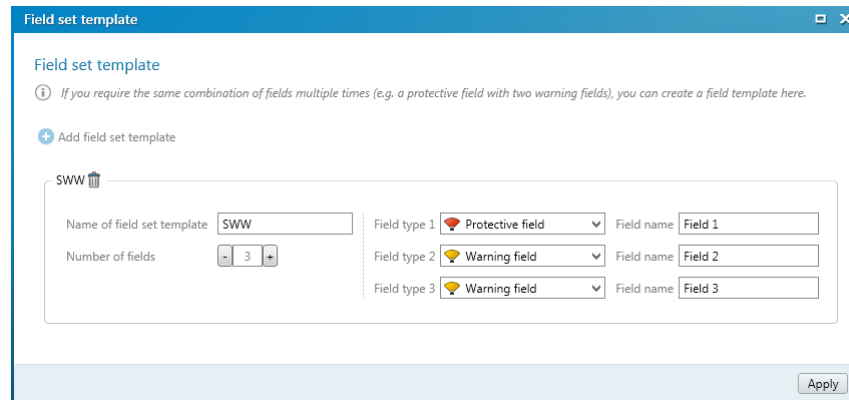 Field set template
Field set template
If you require the same combination of fields multiple times (e.g. a protective field with two warning fields), you can create a field template here.
Add field set template
SWW
Name of field set template SWW Field type 1 Protective field Field name Field 1
Number of fields - 3 + Field type 2 Warning field Field name Field 2
Field type 3 Warning field Field name Field 3
Apply